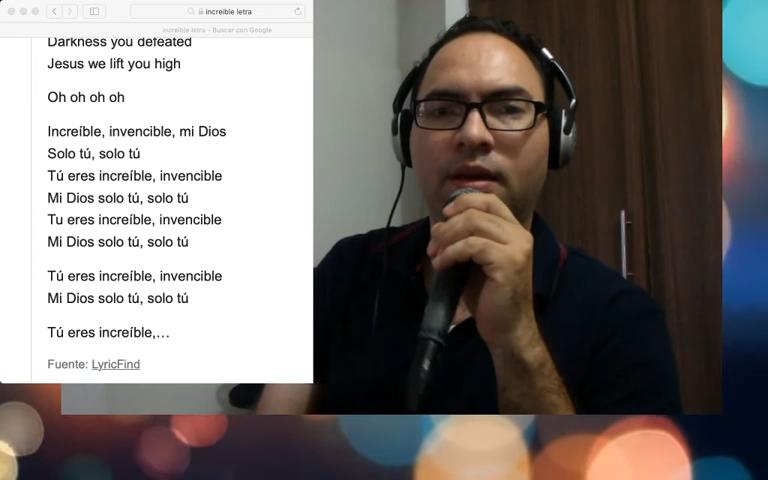 increible letra
increible letra - Buscar con Google
Darkness you defeated
Jesus we lift you high
Oh oh oh oh
Increíble, invencible, mi Dios
Solo tú, solo tú
Tú eres increíble, invencible
Mi Dios solo tú, solo tú
Tu eres increíble, invencible
Mi Dios solo tú, solo tú
Tú eres increíble, invencible
Mi Dios solo tú, solo tú
Tú eres increíble,…
Fuente: LyricFind